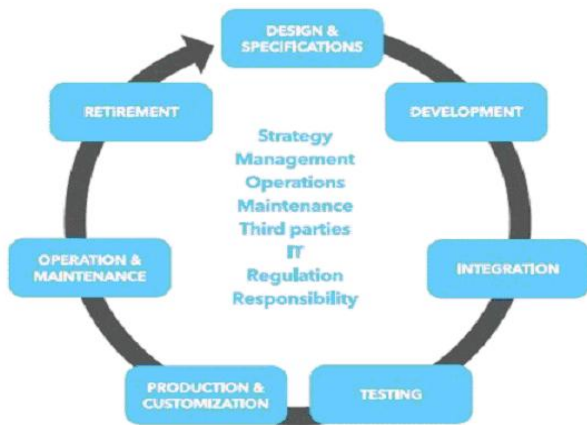 DESIGN &
SPECIFICATIONS
DEVELOPMENT
INTEGRATION
TESTING
PRODUCTION &
CUSTOMIZATION
OPERATION &
MAINTENANCE
RETIREMENT
Strategy
Management
Operations
Maintenance
Third parties
IT
Regulation
Responsibility